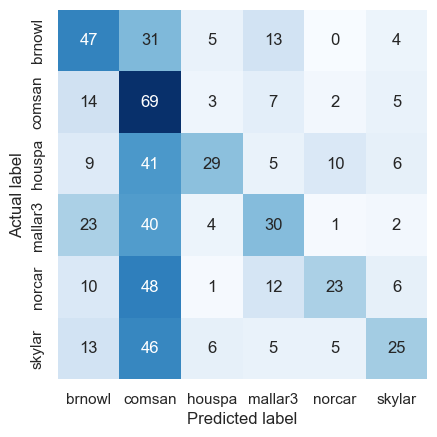 brnowl 47 31 5 13 0 4
comsan 14 69 3 7 2 5
houspa 9 41 29 5 10 6
mallar3 23 40 4 30 1 2
norcar 10 48 1 12 23 6
skylar 13 46 6 5 5 25
Actual label
brnowl comsan houspa mallar3 norcar skylar
Predicted label